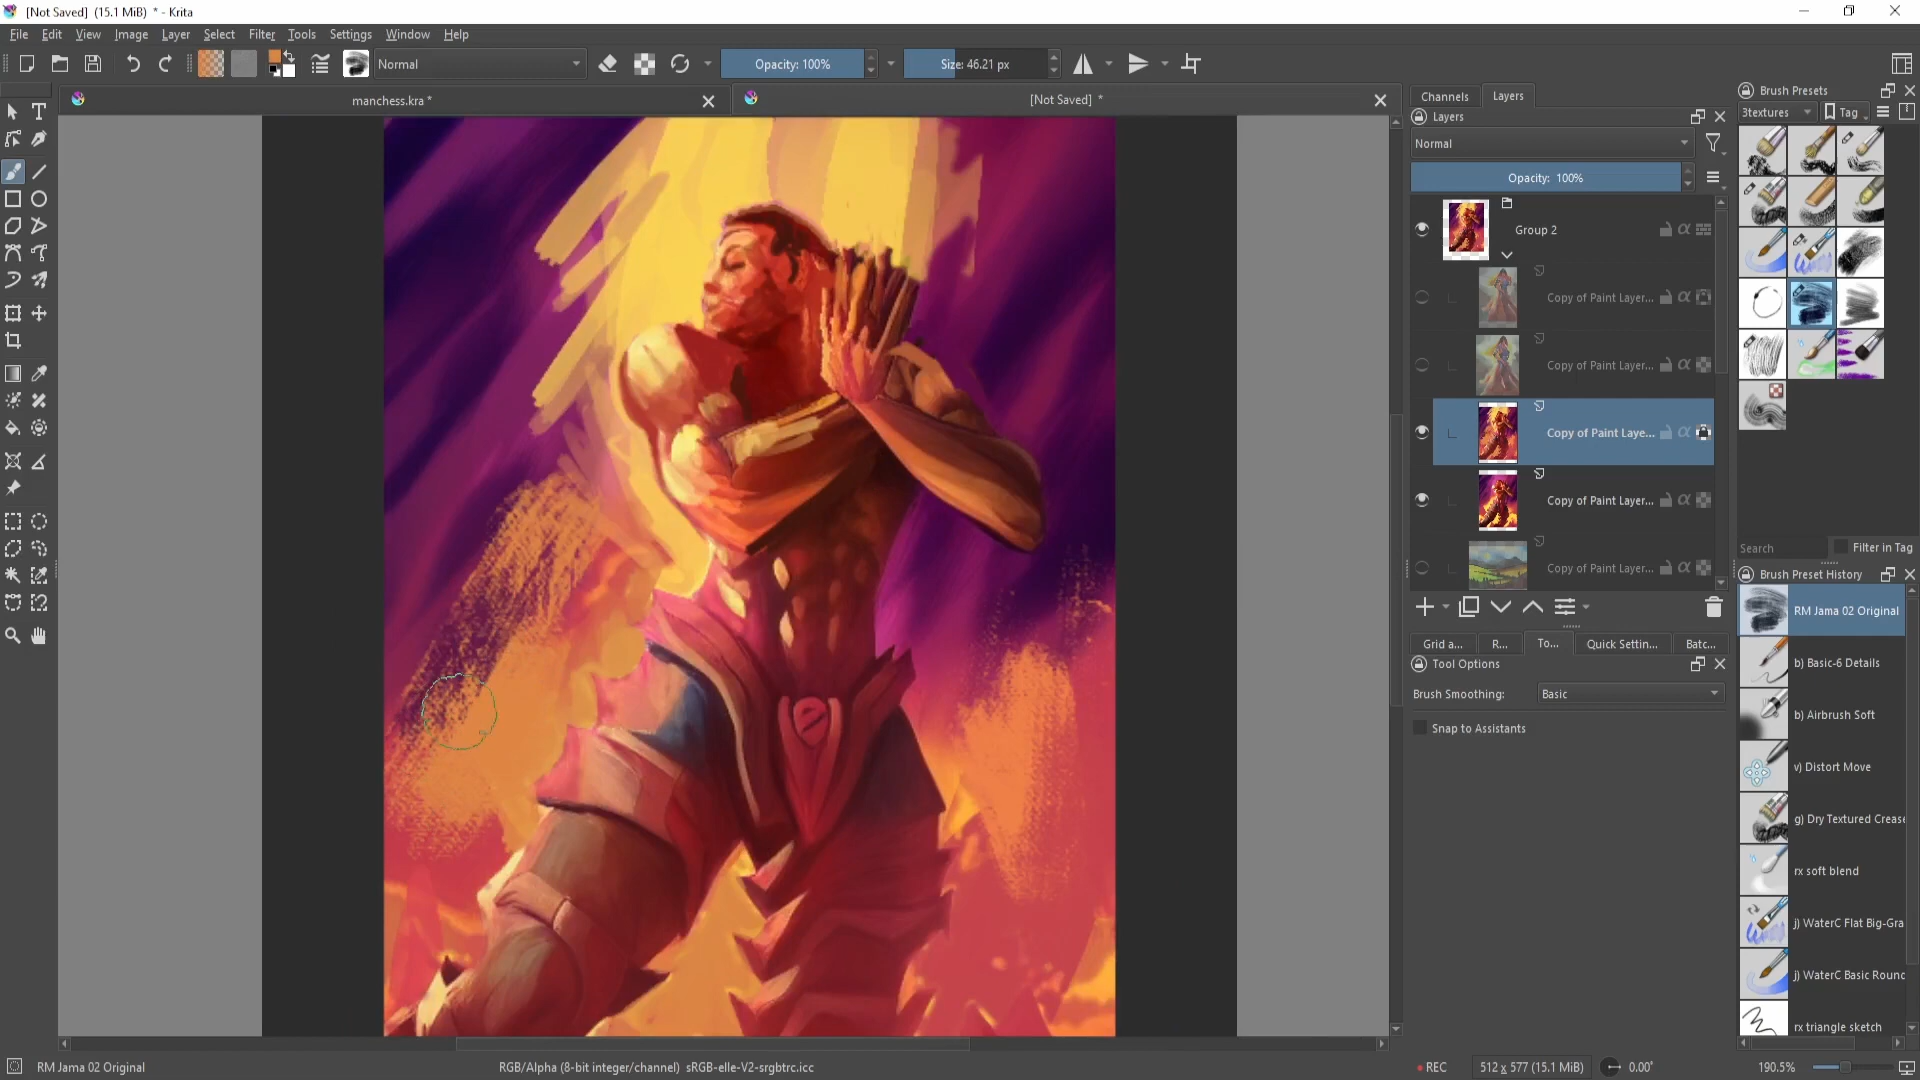 [Not Saved]  (15.1 MiB)  * - Krita
File Edit View Image Layer Select Filter Tools Settings Window Help
Normal
Opacity: 100%
Size: 46.21 px
manchess.kra *
[Not Saved]  *
Channels Layers
Layers
Normal
Opacity:  100%
Group 2
Copy of Paint Layer...
Copy of Paint Layer...
Copy of Paint Laye...
Copy of Paint Layer...
Copy of Paint Layer...
Grid a... R... To... Quick Settin... Batc...
Tool Options
Brush Smoothing: Basic
Snap to Assistants
Brush Presets
3textures Tag
Search Filter in Tag
Brush Preset History
RM Jama 02 Original
b) Basic-6 Details
b) Airbrush Soft
v) Distort Move
g) Dry Textured Crease
rx soft blend
j) WaterC Flat Big-Gra
j) WaterC Basic Round
rx triangle sketch
RM Jama 02 Original
RGB/Alpha (8-bit integer/channel)  sRGB-elle-V2-srgbtrc.icc
REC
512 x 577 (15.1 MiB)
0.00°
190.5%